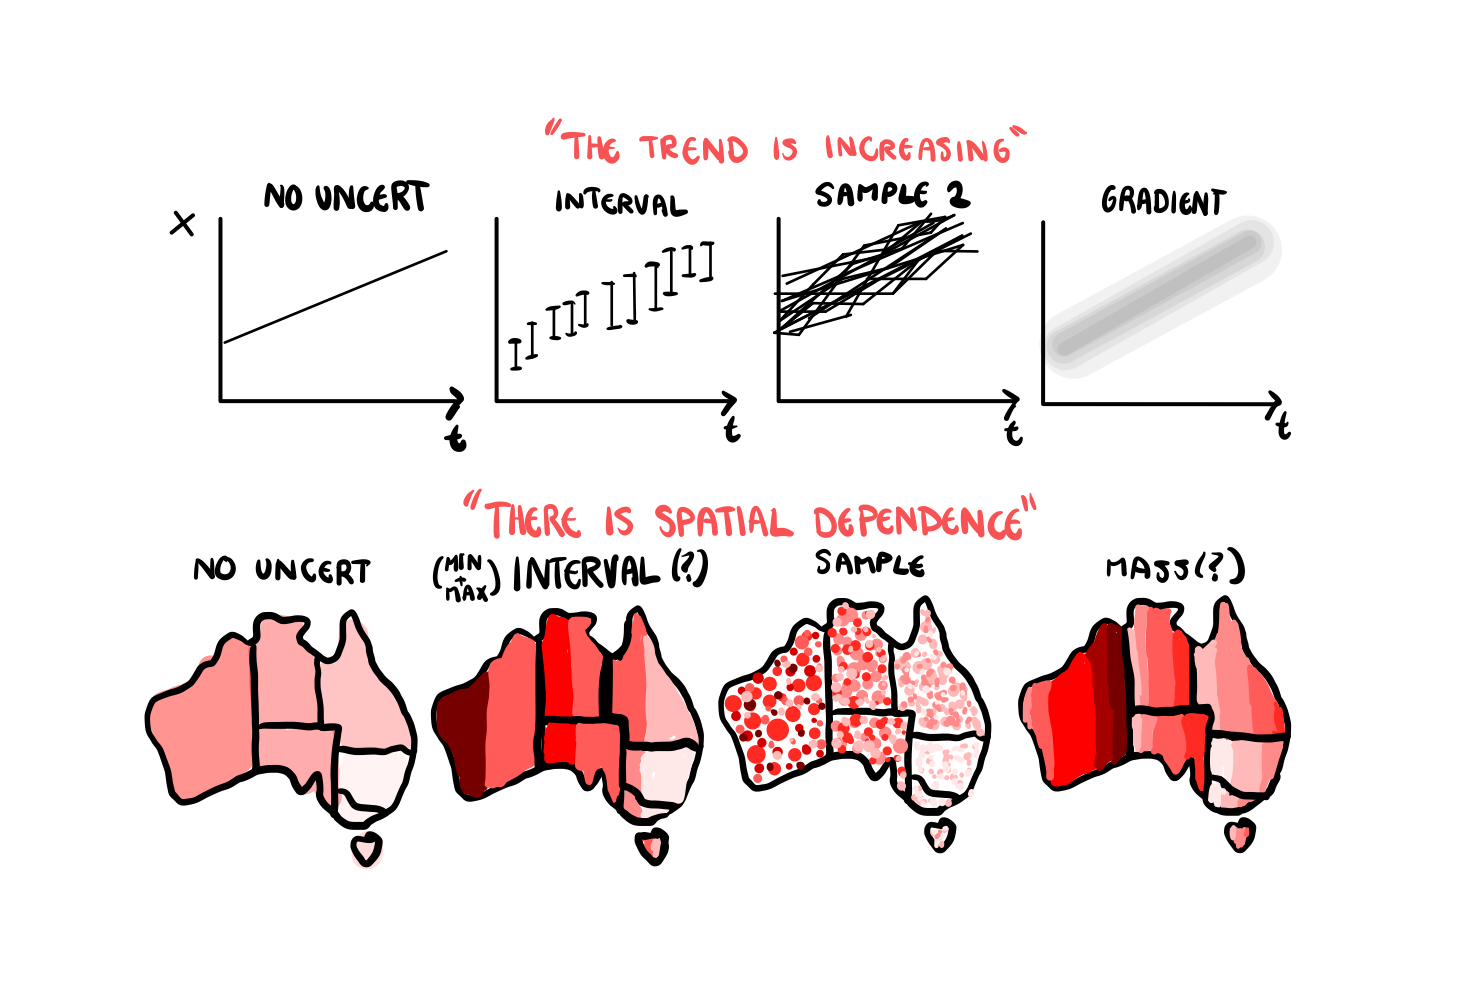 "THE TREND IS INCREASING"
NO UNCERT
INTERVAL
SAMPLE 2
GRADIENT
X
t
t
t
t
"THERE IS SPATIAL DEPENDENCE"
NO UNCERT
(MIN + MAX) INTERVAL (?)
SAMPLE
MASS(?)